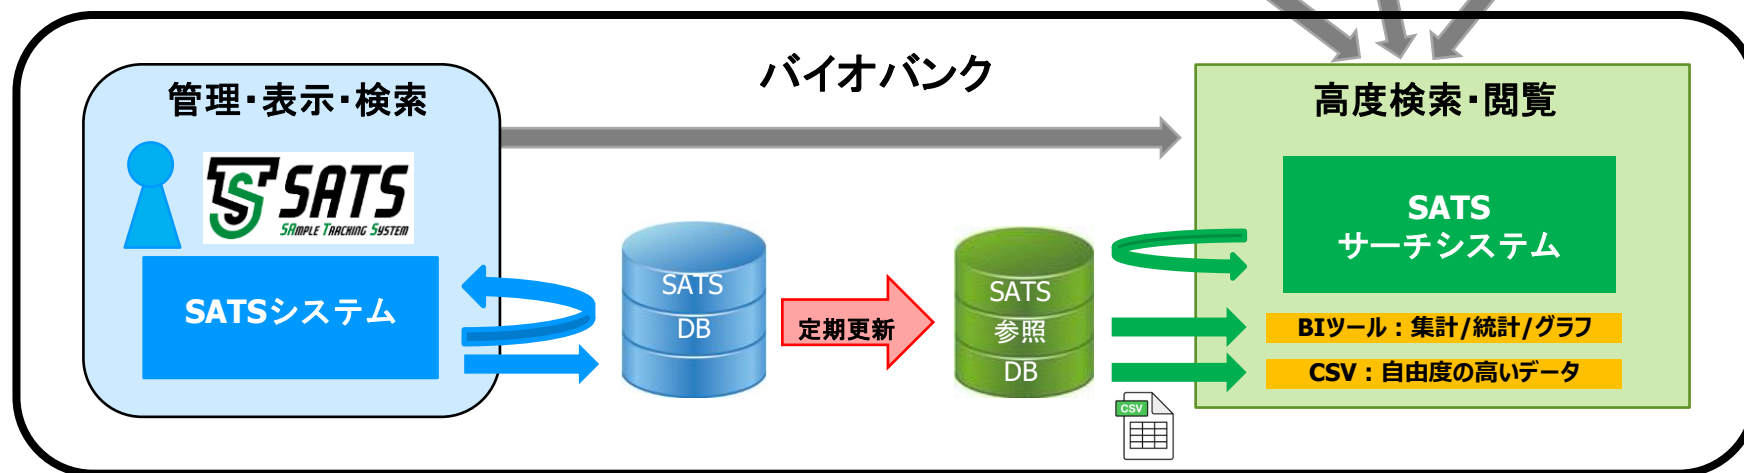 バイオバンク
管理・表示・検索
SATS
SAMPLE TRACKING SYSTEM
SATSシステム
SATS
DB
定期更新
SATS
参照
DB
CSV
高度検索・閲覧
SATS
サーチシステム
BIツール：集計/統計/グラフ
CSV：自由度の高いデータ